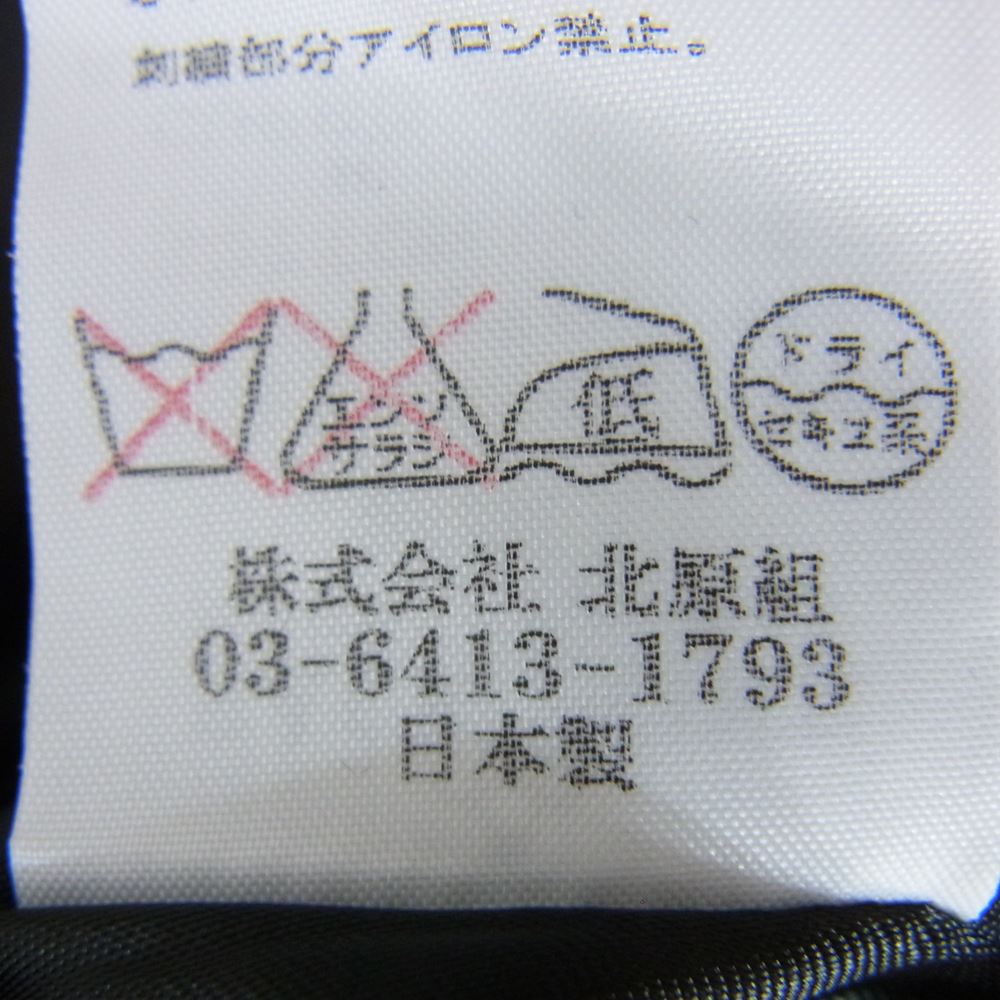 刺繍部分アイロン禁止。
エンソ
サラシ
低
ドライ
セキユ系
株式会社 北原組
03-6413-1793
日本製